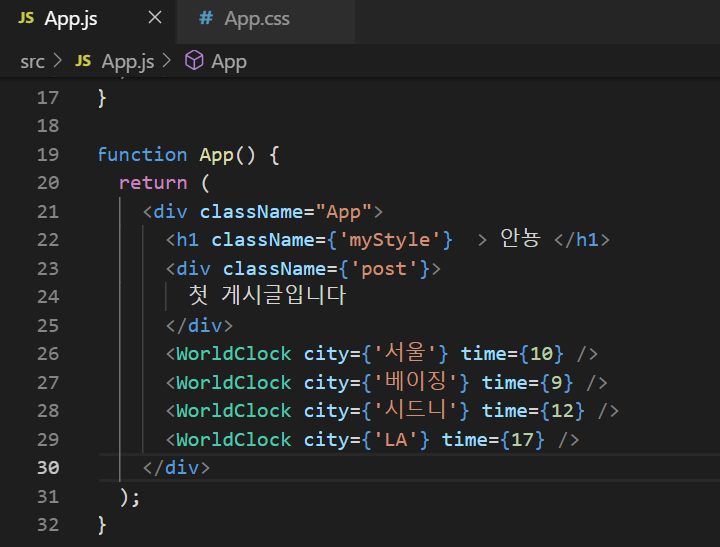 JS App.js × # App.css
src > JS App.js > App
17 }
18
19 function App() {
20 return (
21 <div className="App">
22 <h1 className={'myStyle'}  > 안뇽 </h1>
23 <div className={'post'}>
24 첫 게시글입니다
25 </div>
26 <WorldClock city={'서울'} time={10} />
27 <WorldClock city={'베이징'} time={9} />
28 <WorldClock city={'시드니'} time={12} />
29 <WorldClock city={'LA'} time={17} />
30 </div>
31 );
32 }